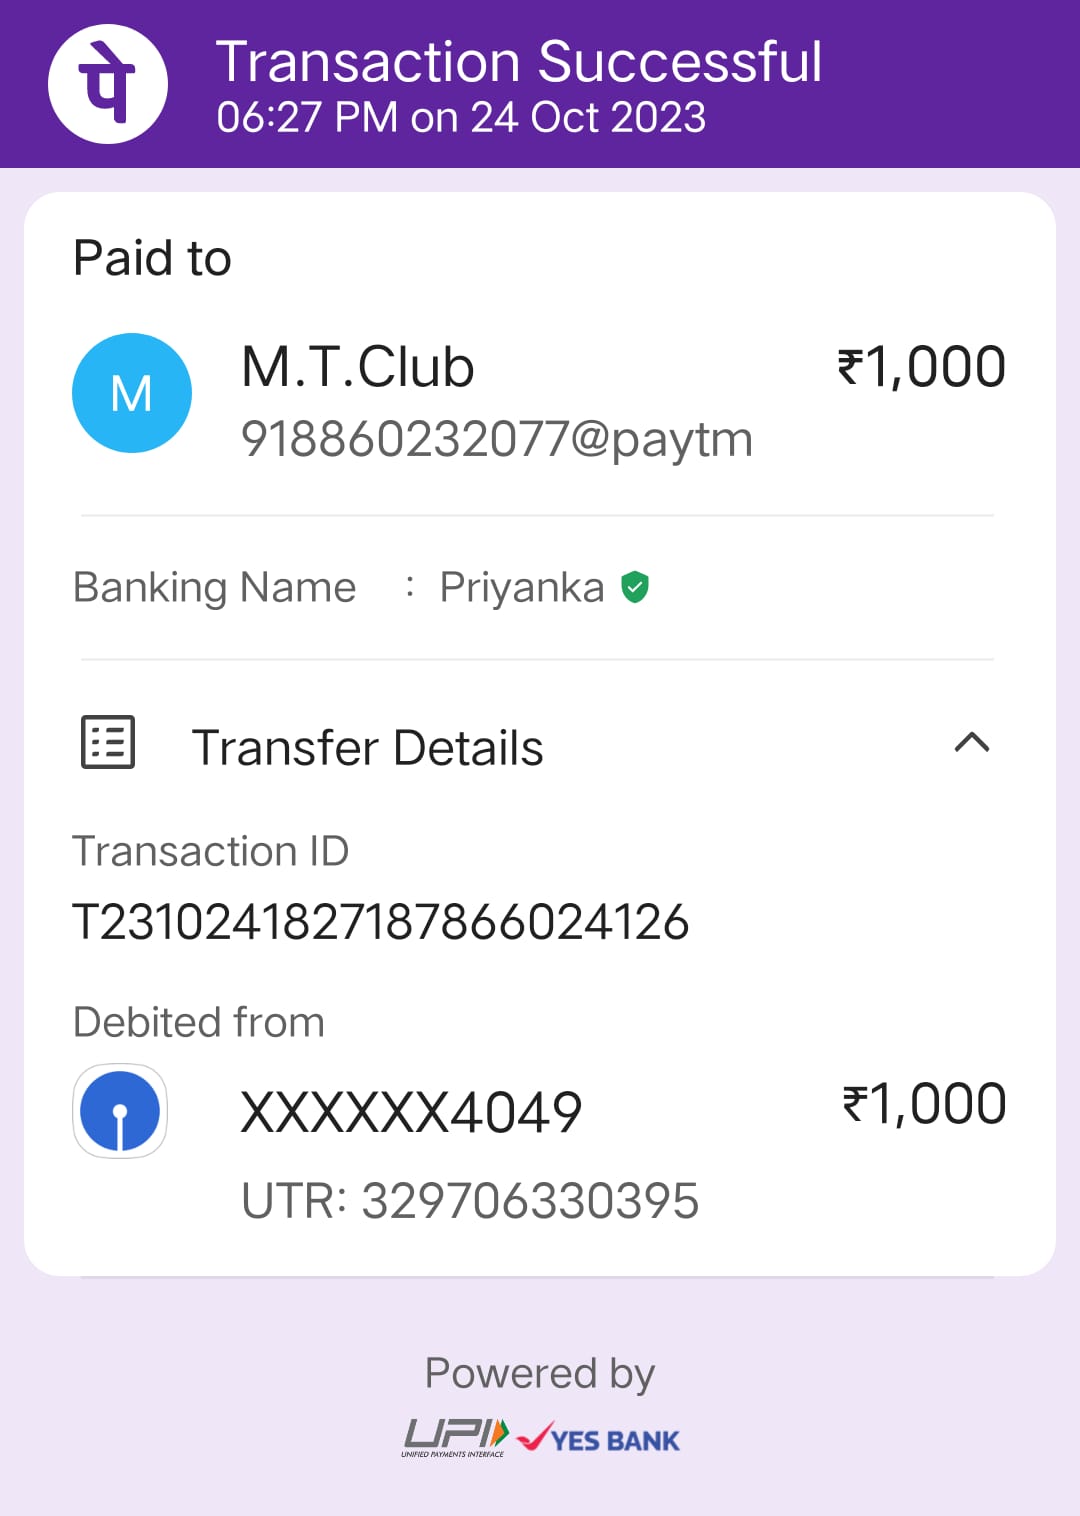 पे
Transaction Successful
06:27 PM on 24 Oct 2023
Paid to
M
M.T.Club
₹1,000
918860232077@paytm
Banking Name : Priyanka
Transfer Details
Transaction ID
T2310241827187866024126
Debited from
XXXXXX4049
₹1,000
UTR: 329706330395
Powered by
UPI YES BANK
UNIFIED PAYMENTS INTERFACE